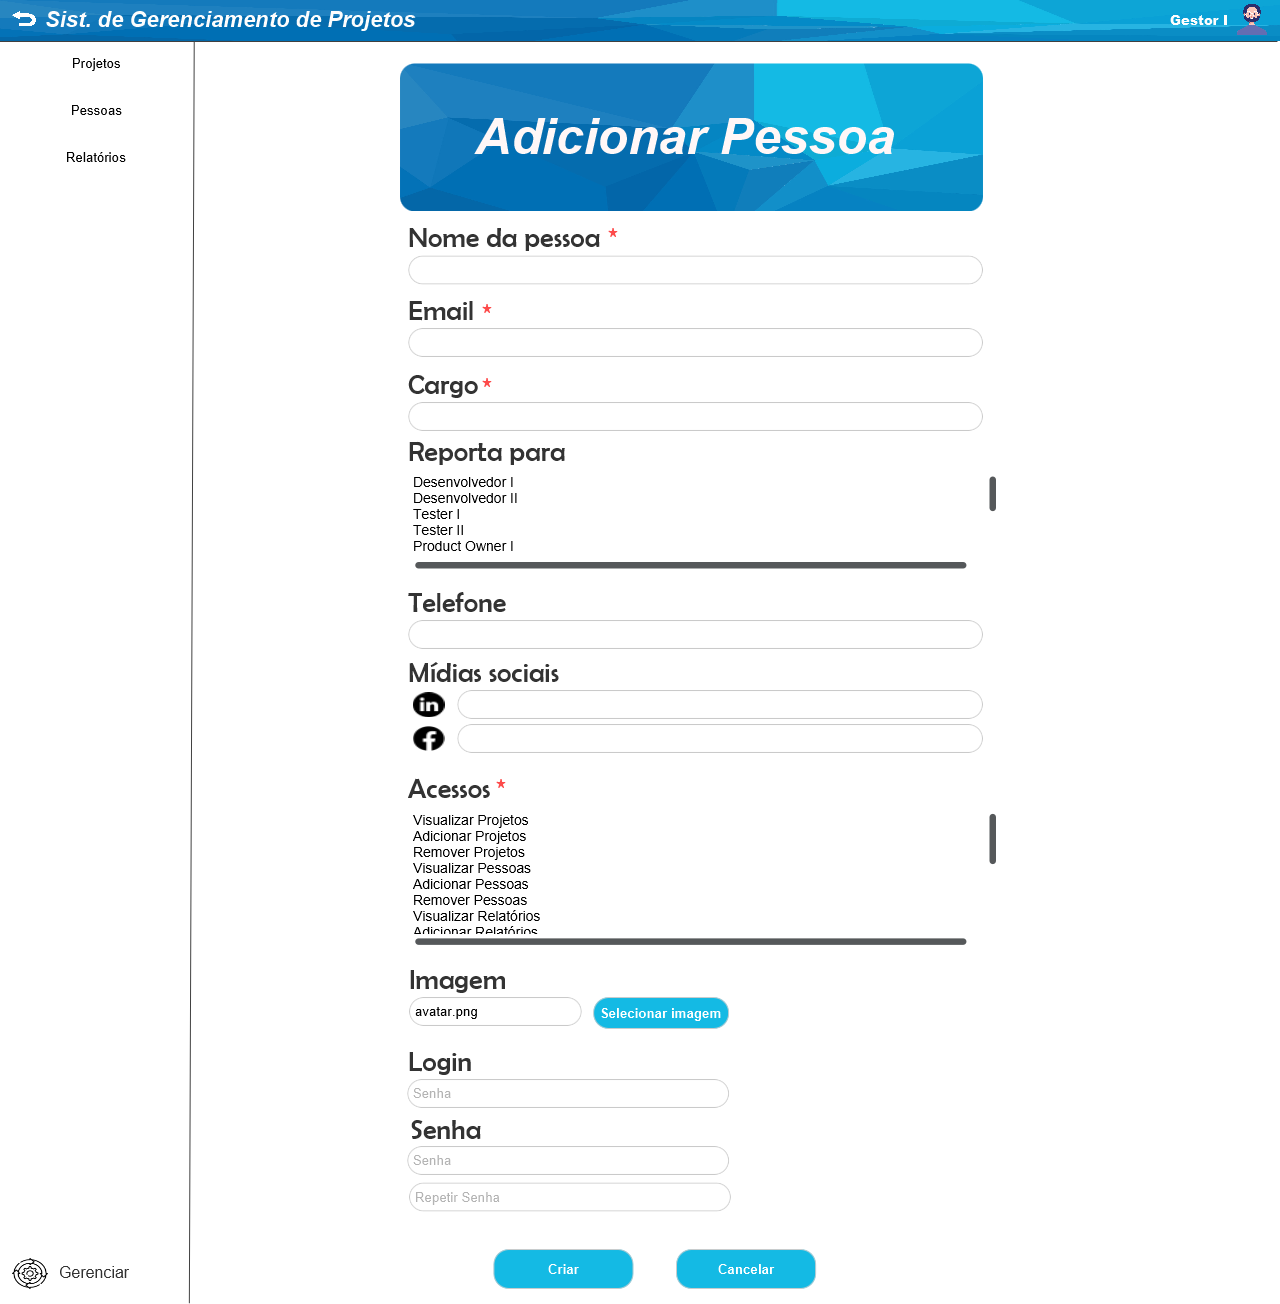 Sist. de Gerenciamento de Projetos
Gestor I
Projetos
Pessoas
Relatórios
Adicionar Pessoa
Nome da pessoa *
Email *
Cargo *
Reporta para
Desenvolvedor I
Desenvolvedor II
Tester I
Tester II
Product Owner I
Telefone
Mídias sociais
in
f
Acessos *
Visualizar Projetos
Adicionar Projetos
Remover Projetos
Visualizar Pessoas
Adicionar Pessoas
Remover Pessoas
Visualizar Relatórios
Adicionar Relatórios
Imagem
avatar.png
Selecionar imagem
Login
Senha
Senha
Senha
Repetir Senha
Criar
Cancelar
Gerenciar